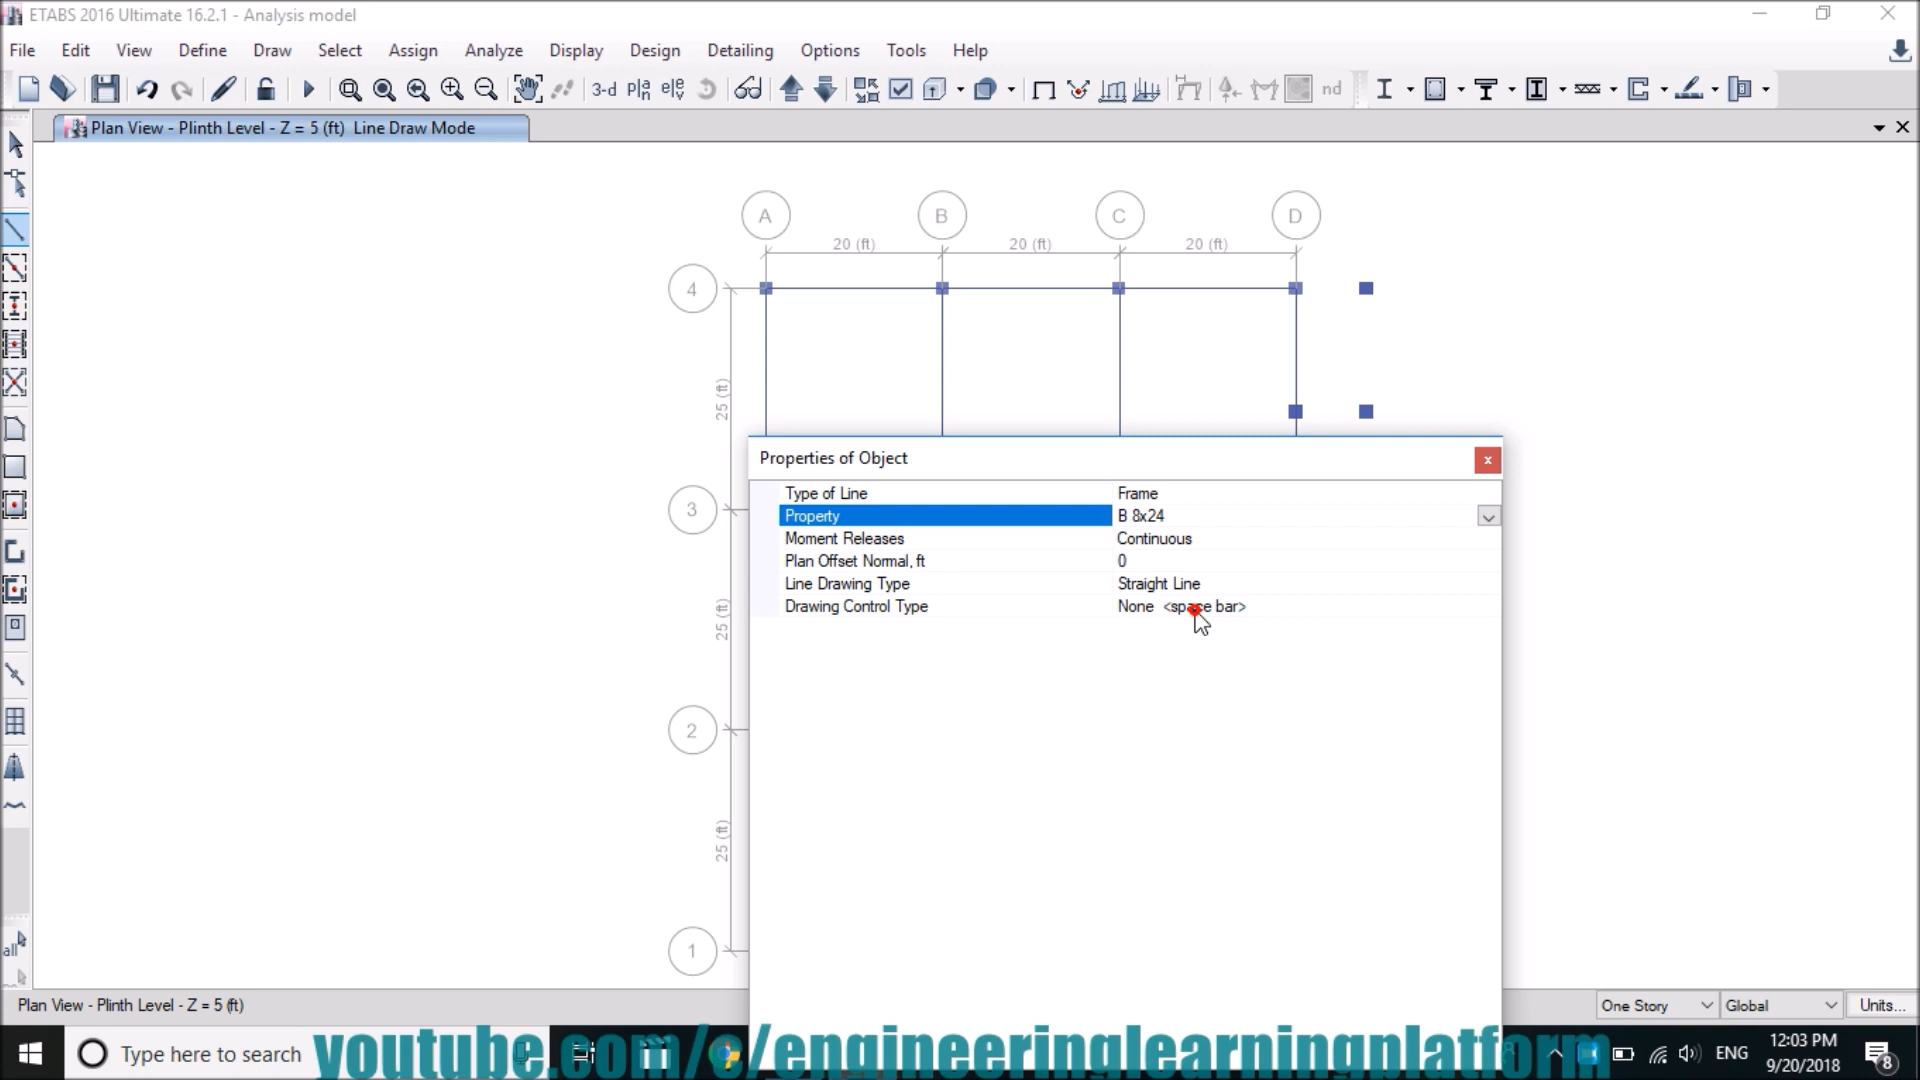 ETABS 2016 Ultimate 16.2.1 - Analysis model
File Edit View Define Draw Select Assign Analyze Display Design Detailing Options Tools Help
3-d nd
Plan View - Plinth Level - Z = 5 (ft) Line Draw Mode
A B C D
20 (ft) 20 (ft) 20 (ft)
4
25 (ft)
Properties of Object
x
Type of Line Frame
3
Property B 8x24
Moment Releases Continuous
Plan Offset Normal, ft 0
Line Drawing Type Straight Line
Drawing Control Type None <space bar>
25 (ft)
2
25 (ft)
all
1
Plan View - Plinth Level - Z = 5 (ft)
One Story Global Units...
Type here to search
youtube.com/c/engineeringlearningplatform
ENG
12:03 PM
9/20/2018
8